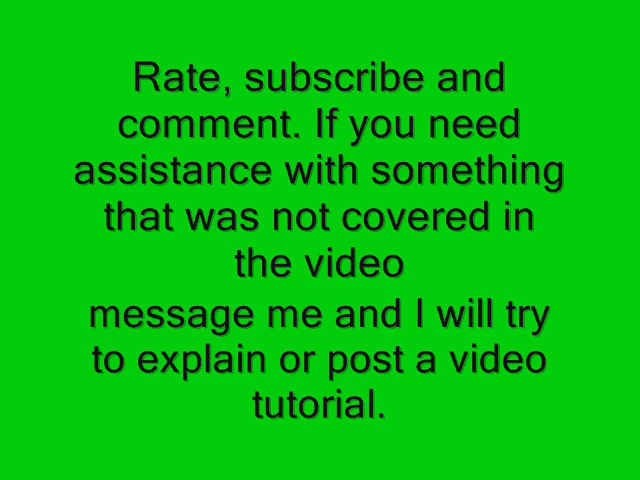 Rate, subscribe and
comment. If you need
assistance with something
that was not covered in
the video
message me and I will try
to explain or post a video
tutorial.